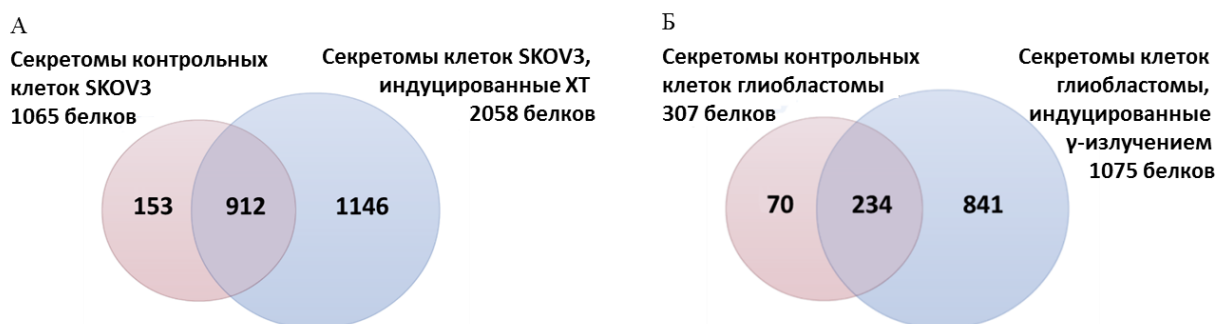 А
Секретомы контрольных
клеток SKOV3
1065 белков
Секретомы клеток SKOV3,
индуцированные ХТ
2058 белков
153
912
1146
Б
Секретомы контрольных
клеток глиобластомы
307 белков
Секретомы клеток
глиобластомы,
индуцированные
γ-излучением
1075 белков
70
234
841